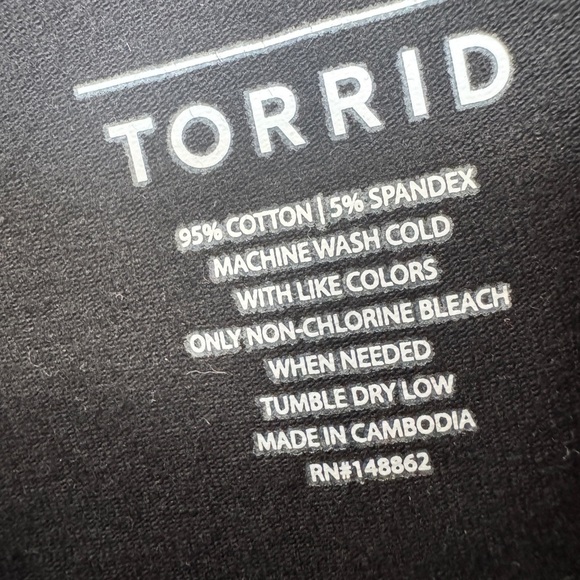 TORRID
95% COTTON | 5% SPANDEX
MACHINE WASH COLD
WITH LIKE COLORS
ONLY NON-CHLORINE BLEACH
WHEN NEEDED
TUMBLE DRY LOW
MADE IN CAMBODIA
RN#148862